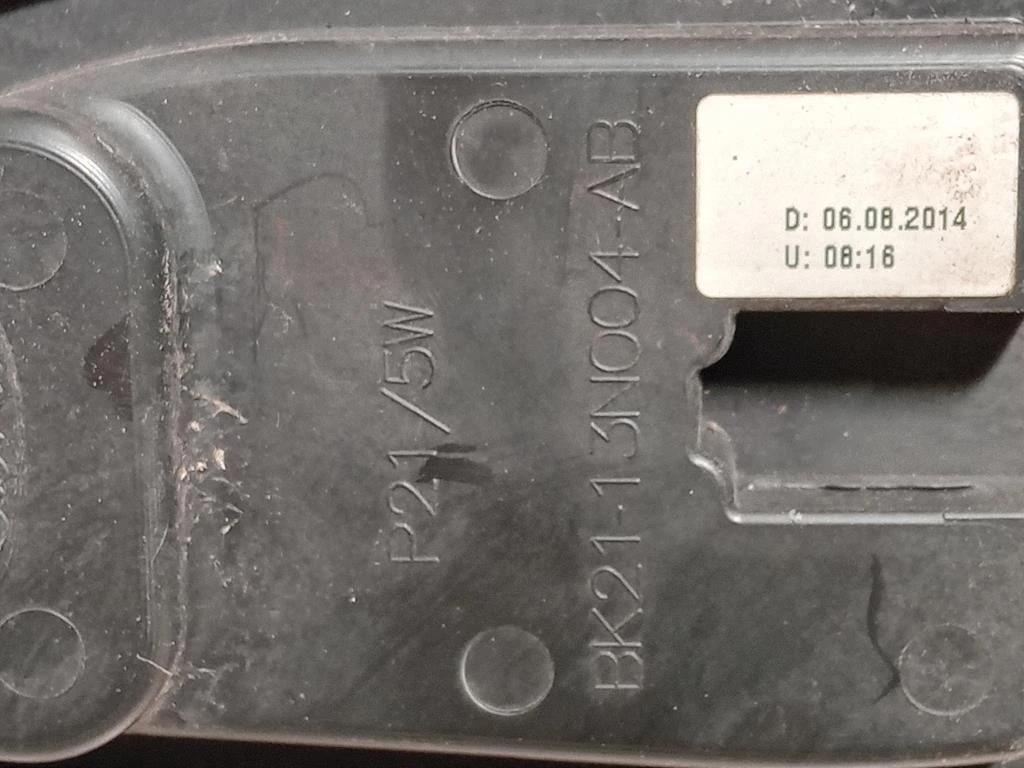 P21/5W
BK21-13N004-AB
D: 06.08.2014
U: 08:16